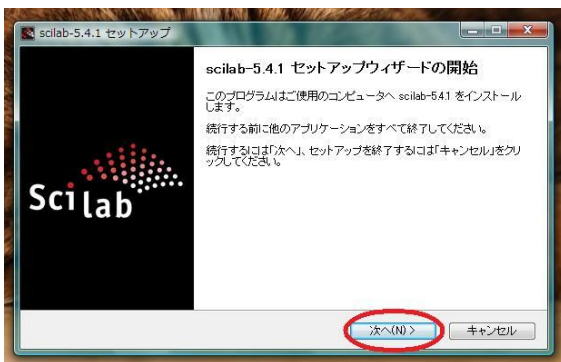 scilab-5.4.1 セットアップ
scilab-5.4.1 セットアップウィザードの開始
このプログラムはご使用のコンピュータへ scilab-5.4.1 をインストール
します。
続行する前に他のアプリケーションをすべて終了してください。
続行するには「次へ」、セットアップを終了するには「キャンセル」をクリ
ックしてください。
Scilab
次へ(N) >
キャンセル